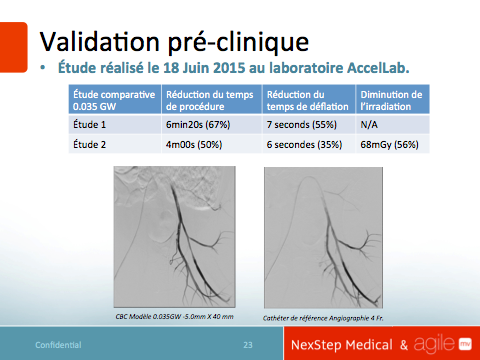 Validation pré-clinique
• Étude réalisé le 18 Juin 2015 au laboratoire AccelLab.
Étude comparative 0.035 GW
Réduction du temps de procédure
Réduction du temps de déflation
Diminution de l'irradiation
Étude 1
6min20s (67%)
7 seconds (55%)
N/A
Étude 2
4m00s (50%)
6 secondes (35%)
68mGy (56%)
CBC Modèle 0.035GW -5.0mm X 40 mm
Cathéter de référence Angiographie 4 Fr.
Confidential
23
NexStep Medical & agile
mv